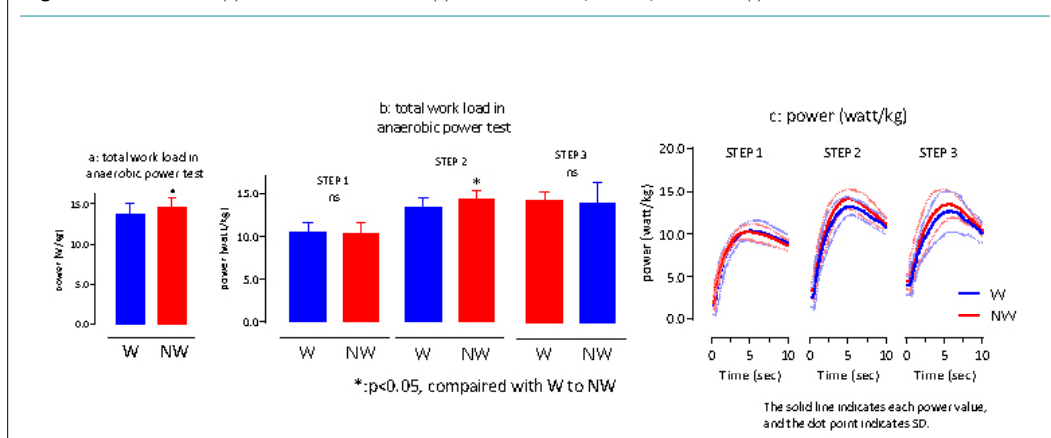 b: total work load in
anaerobic power test
c: power (watt/kg)
a: total work load in
anaerobic power test
*
15.0
10.0
5.0
0.0
power (W/kg)
W NW
STEP 1
ns
STEP 2
*
STEP 3
ns
15.0
10.0
5.0
0.0
power (watt/kg)
W NW W NW W NW
*:p<0.05, compaired with W to NW
STEP 1 STEP 2 STEP 3
20.0
15.0
10.0
5.0
0.0
power (watt/kg)
W
NW
0 5 10 0 5 10 0 5 10
Time (sec) Time (sec) Time (sec)
The solid line indicates each power value,
and the dot point indicates SD.